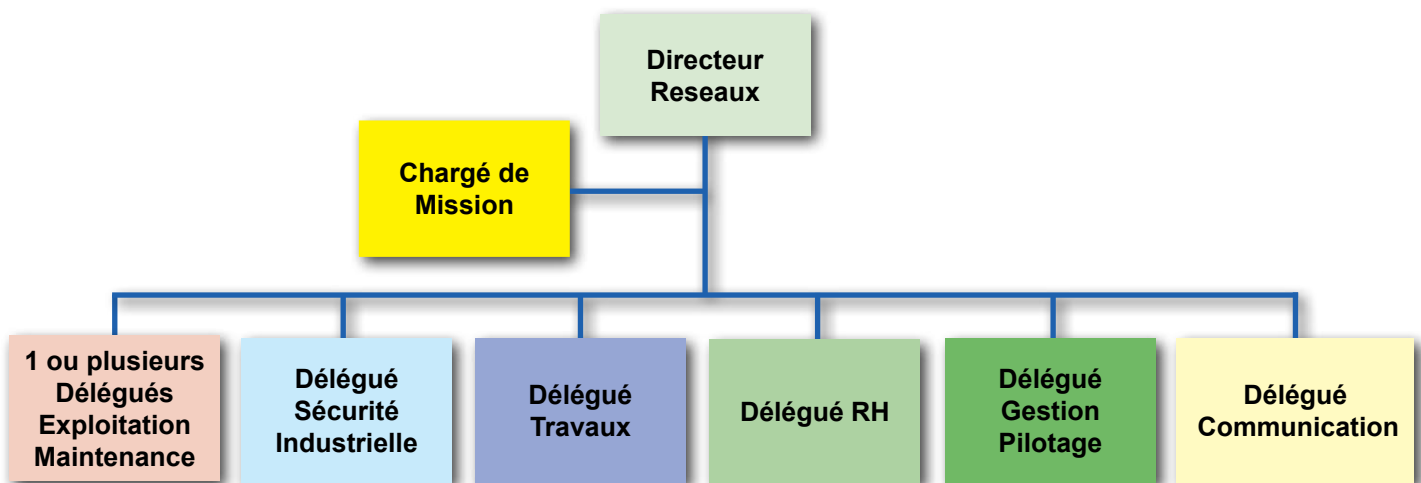 Directeur
Reseaux
Chargé de
Mission
1 ou plusieurs
Délégués
Exploitation
Maintenance
Délégué
Sécurité
Industrielle
Délégué
Travaux
Délégué RH
Délégué
Gestion
Pilotage
Délégué
Communication